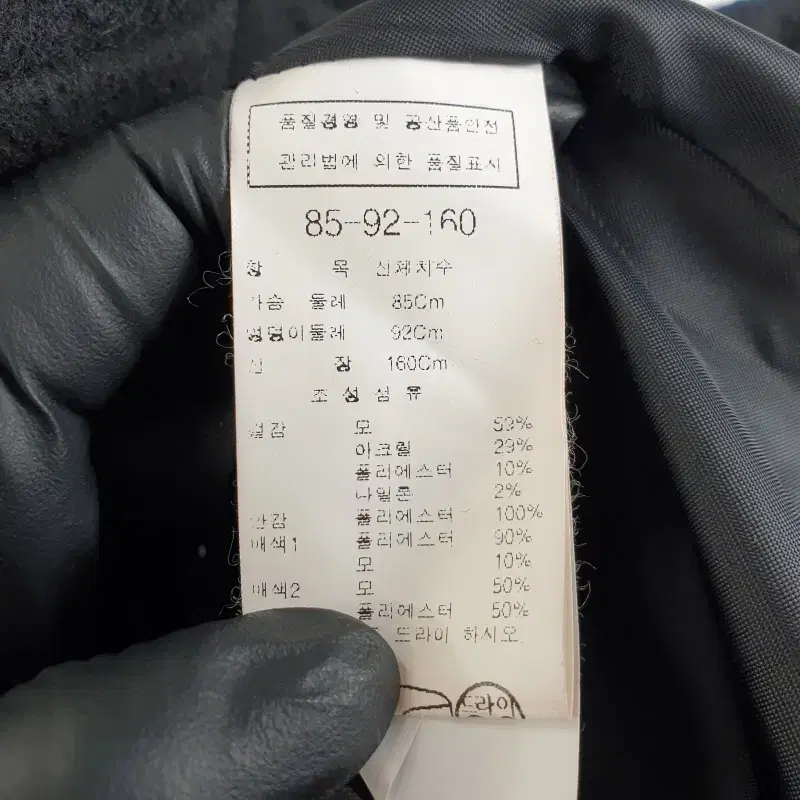 품질경영 및 공산품안전
관리법에 의한 품질표시
85-92-160
항 목 신체치수
가슴 둘레 85Cm
엉덩이둘레 92Cm
신 장 160Cm
조 성 섬 유
겉감 모 59%
아크릴 29%
폴리에스터 10%
나일론 2%
안감 폴리에스터 100%
배색1 폴리에스터 90%
모 10%
배색2 모 50%
폴리에스터 50%
드라이 하시오.
드라이